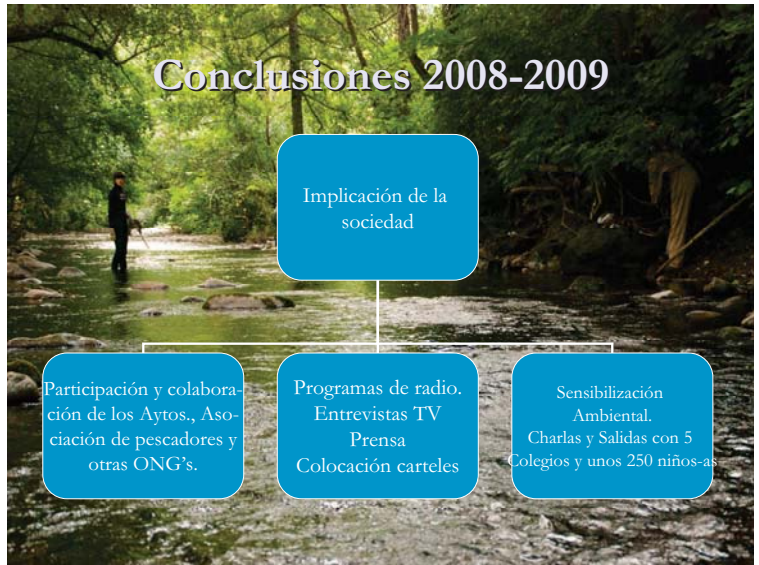 Conclusiones 2008-2009
Implicación de la
sociedad
Participación y colabora-
ción de los Aytos., Aso-
ciación de pescadores y
otras ONG's.
Programas de radio.
Entrevistas TV
Prensa
Colocación carteles
Sensibilización
Ambiental.
Charlas y Salidas con 5
Colegios y unos 250 niños-as